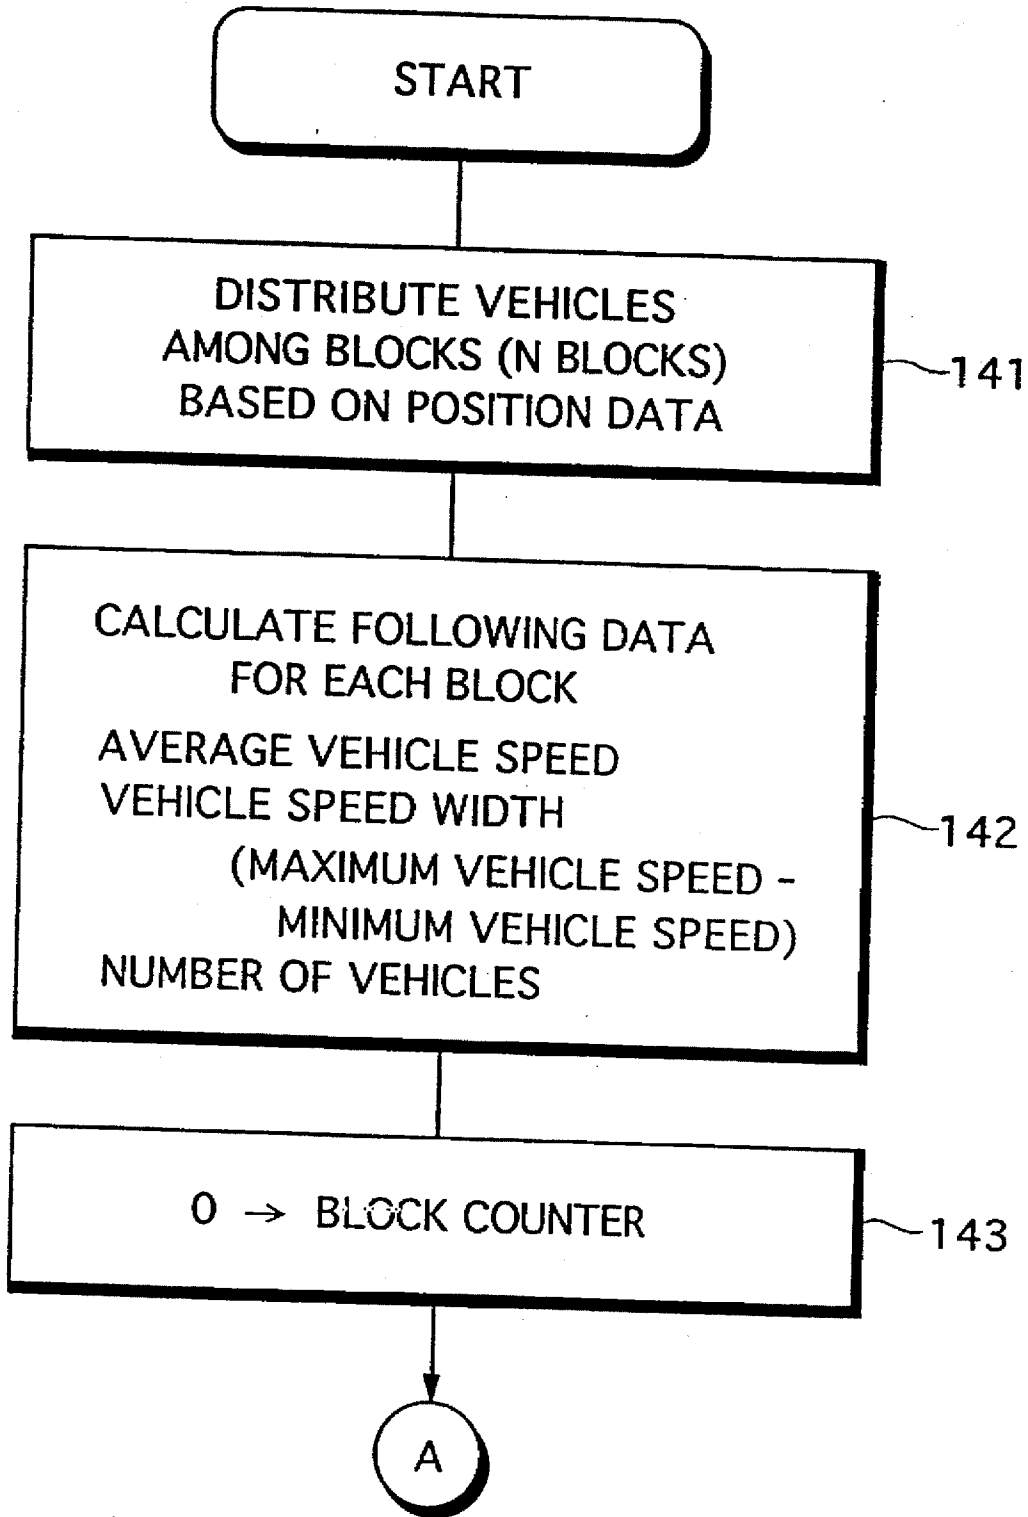 START
DISTRIBUTE VEHICLES
AMONG BLOCKS (N BLOCKS)
BASED ON POSITION DATA
141
CALCULATE FOLLOWING DATA
FOR EACH BLOCK
AVERAGE VEHICLE SPEED
VEHICLE SPEED WIDTH
(MAXIMUM VEHICLE SPEED -
MINIMUM VEHICLE SPEED)
NUMBER OF VEHICLES
142
0 → BLOCK COUNTER
143
A